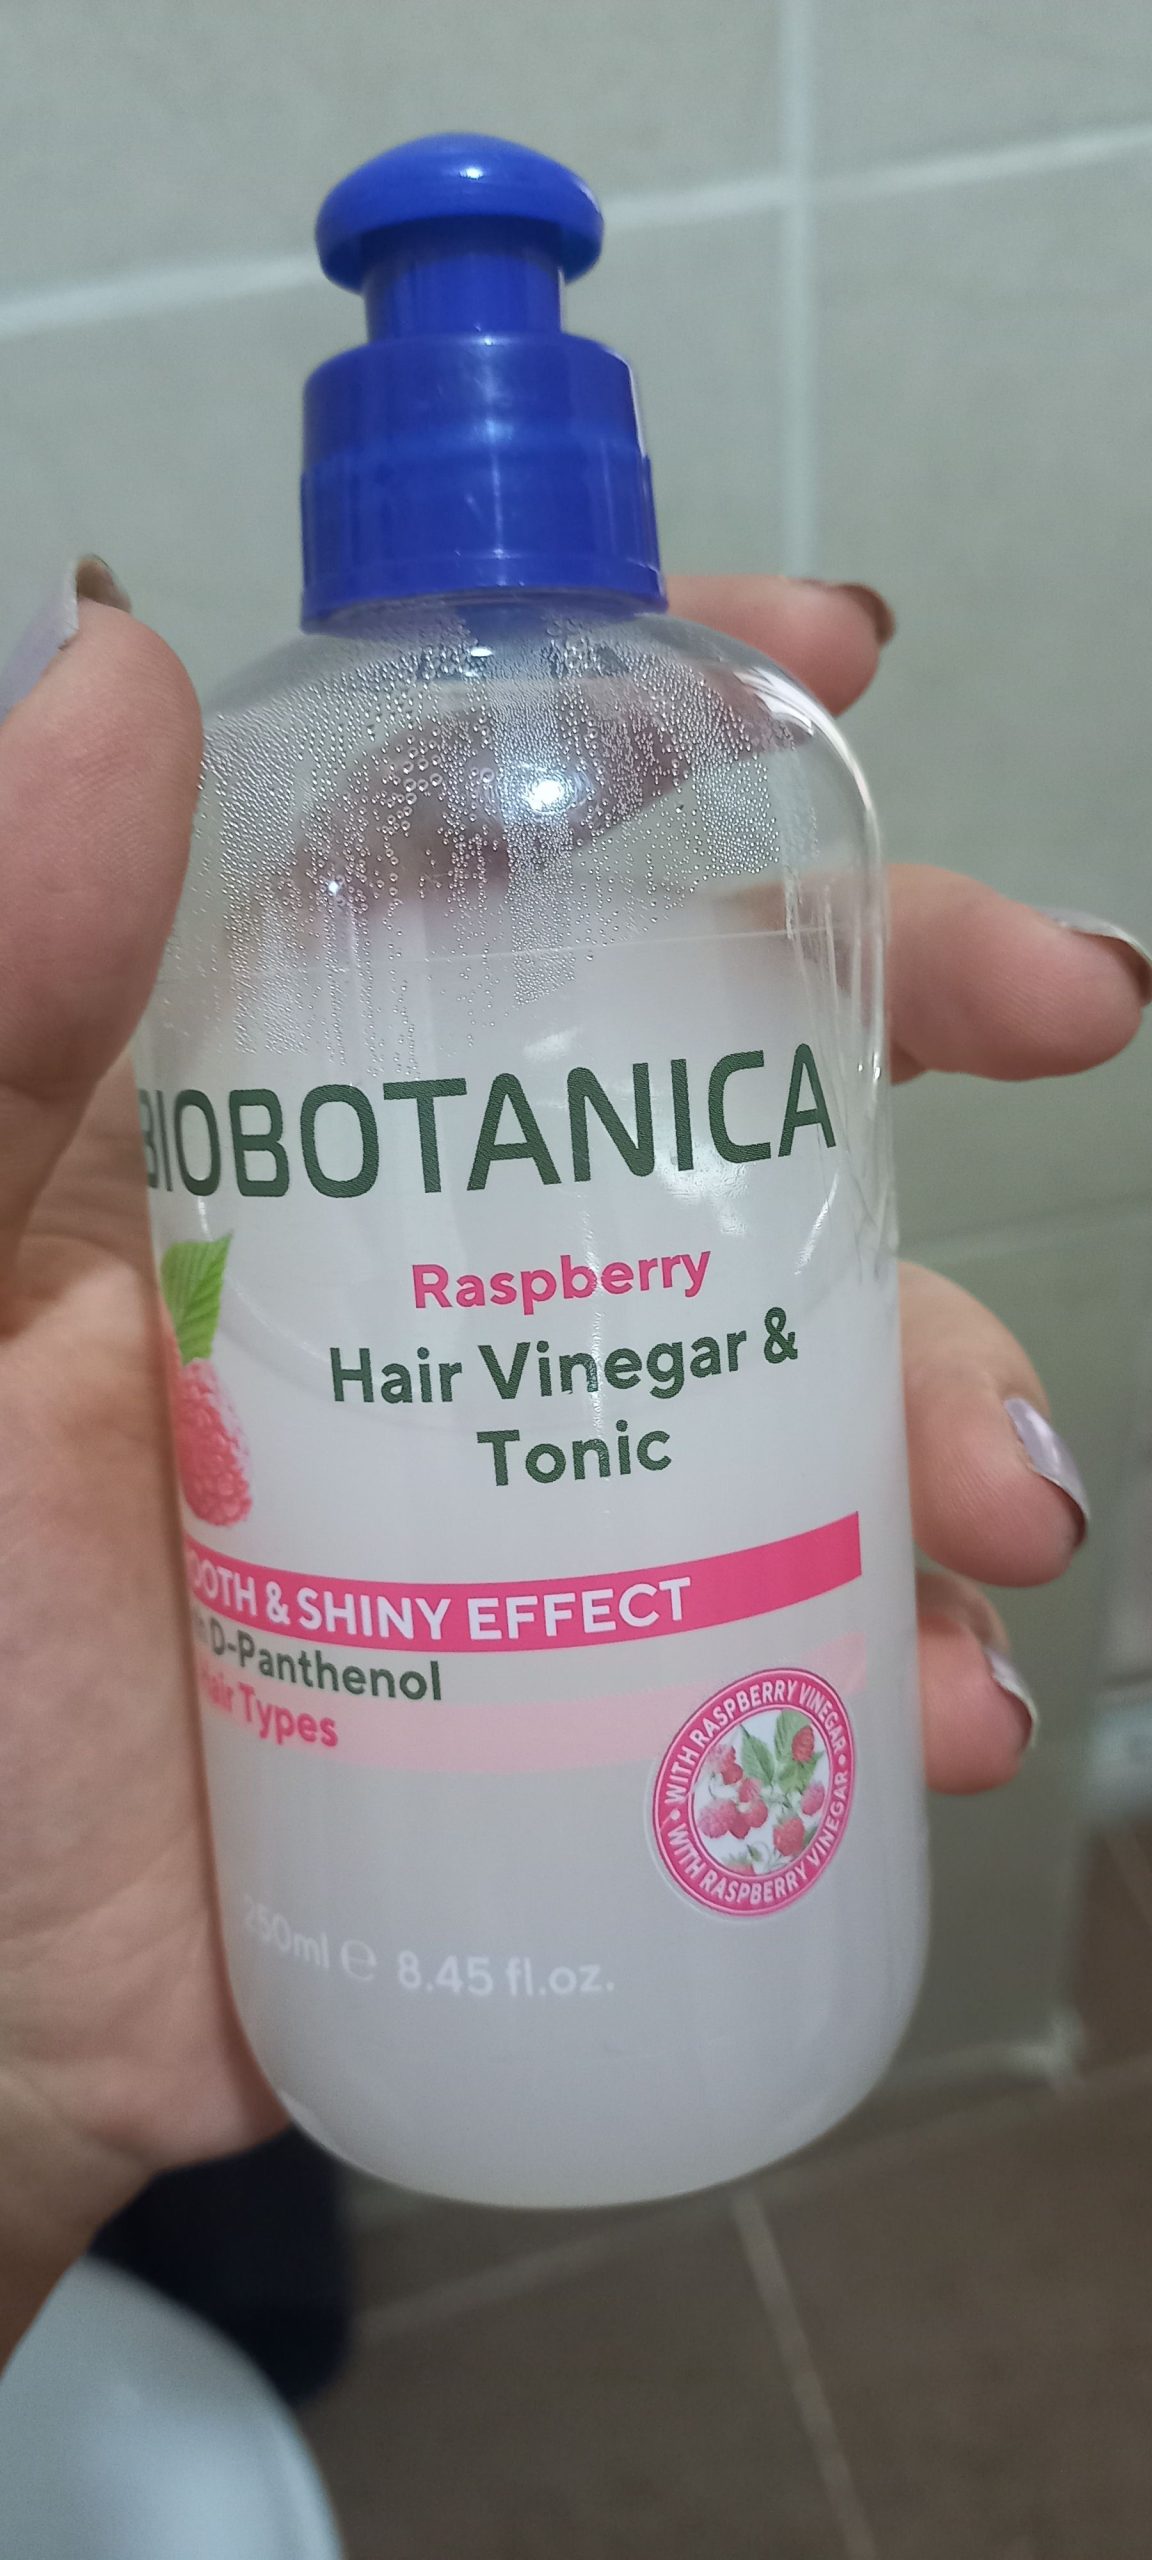 BIOBOTANICA
Raspberry
Hair Vinegar &
Tonic
OOTH & SHINY EFFECT
D-Panthenol
Hair Types
WITH RASPBERRY VINEGAR •
WITH RASPBERRY VINEGAR •
250ml ℮ 8.45 fl.oz.